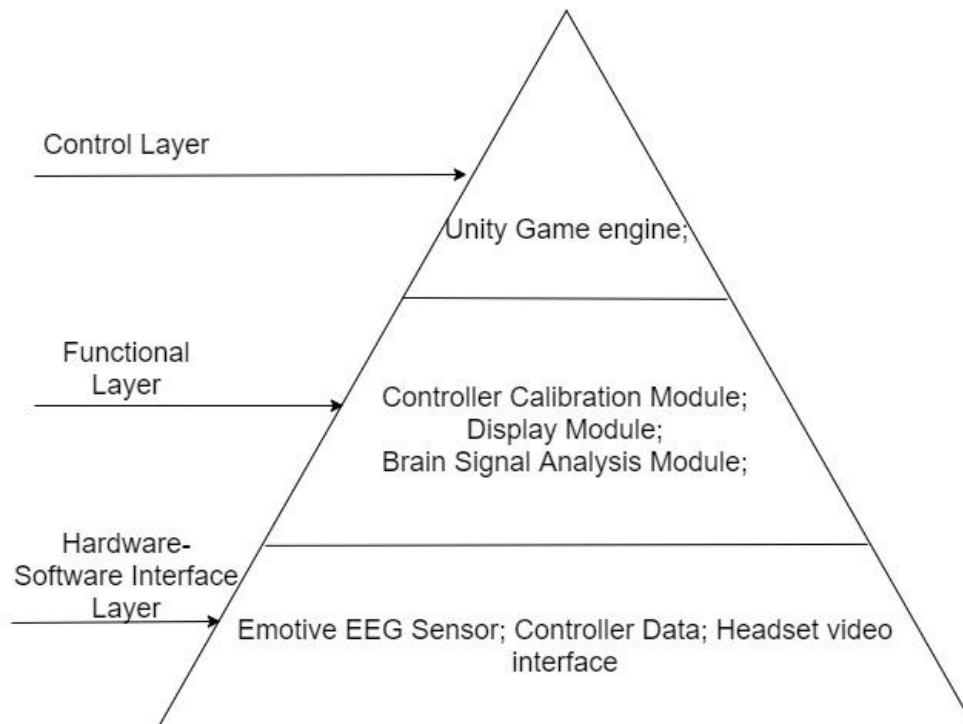 Control Layer
Unity Game engine;
Functional
Layer
Controller Calibration Module;
Display Module;
Brain Signal Analysis Module;
Hardware-
Software Interface
Layer
Emotive EEG Sensor; Controller Data; Headset video
interface